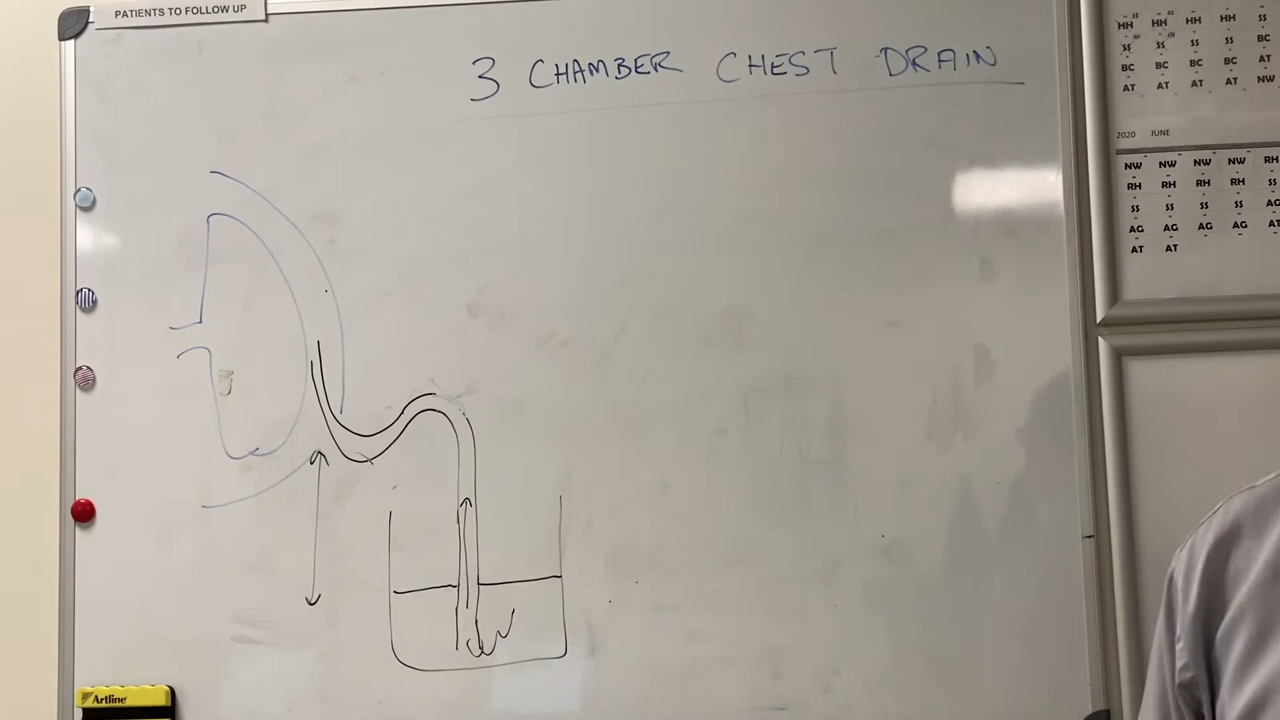 PATIENTS TO FOLLOW UP
3 CHAMBER CHEST DRAIN
HH HH HH HH SS
SS SS SS SS BC
BC BC BC BC AT
AT AT AT AT NW
2020 JUNE
NW NW NW NW RH
RH RH RH RH SS
SS SS SS SS AG
AG AG AG AG AT
AT AT
Artline